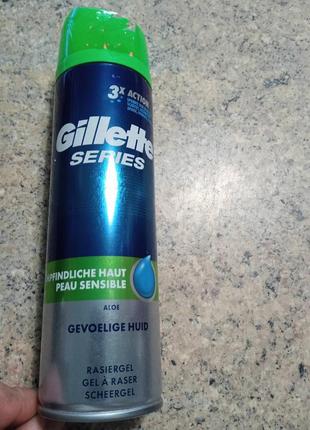 3X ACTION
Gillette
SERIES
PFINDLICHE HAUT
PEAU SENSIBLE
ALOE
GEVOELIGE HUID
RASIERGEL
GEL À RASER
SCHEERGEL